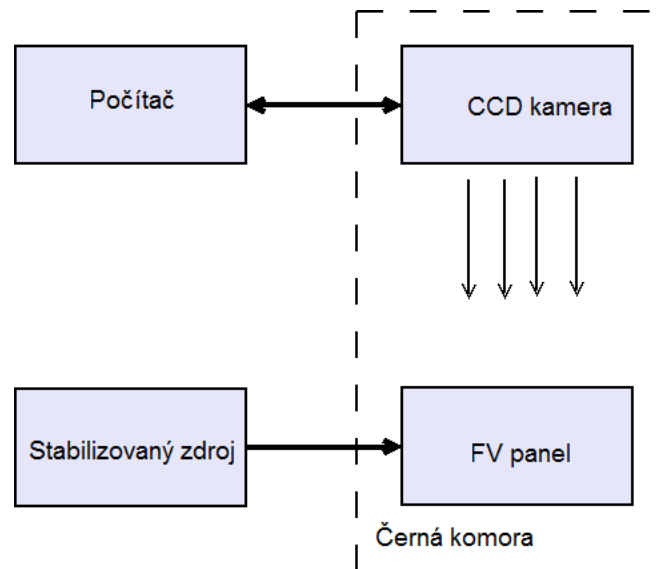 Počítač
CCD kamera
Stabilizovaný zdroj
FV panel
Černá komora